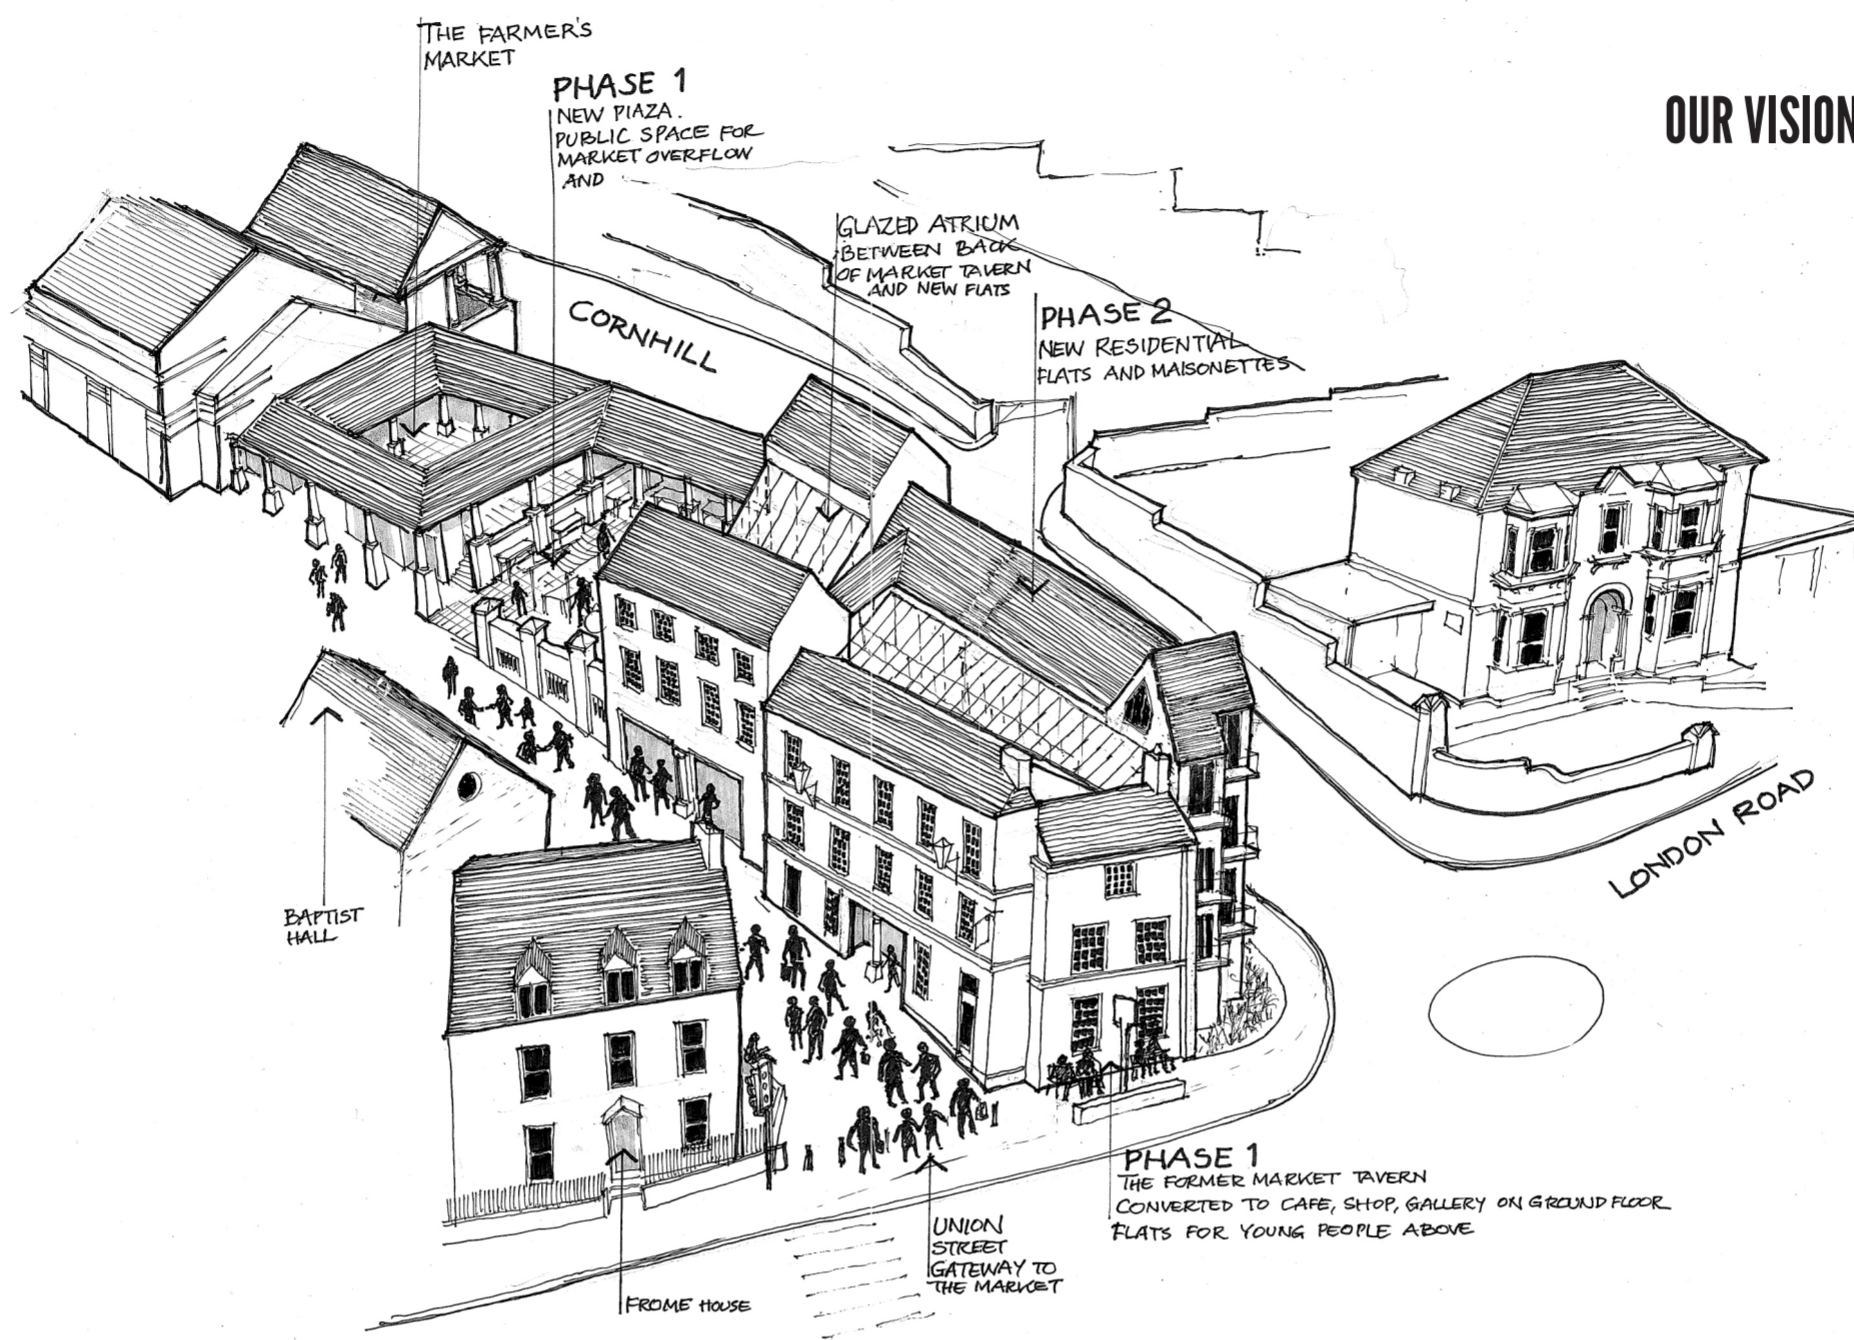 THE FARMER'S
MARKET
PHASE 1
NEW PLAZA.
PUBLIC SPACE FOR
MARKET OVERFLOW
AND
OUR VISION
GLAZED ATRIUM
BETWEEN BACK
OF MARKET TAVERN
AND NEW FLATS
PHASE 2
NEW RESIDENTIAL
FLATS AND MAISONETTES
CORNHILL
LONDON ROAD
BAPTIST
HALL
PHASE 1
THE FORMER MARKET TAVERN
CONVERTED TO CAFE, SHOP, GALLERY ON GROUND FLOOR
FLATS FOR YOUNG PEOPLE ABOVE
UNION
STREET
GATEWAY TO
THE MARKET
FROME HOUSE